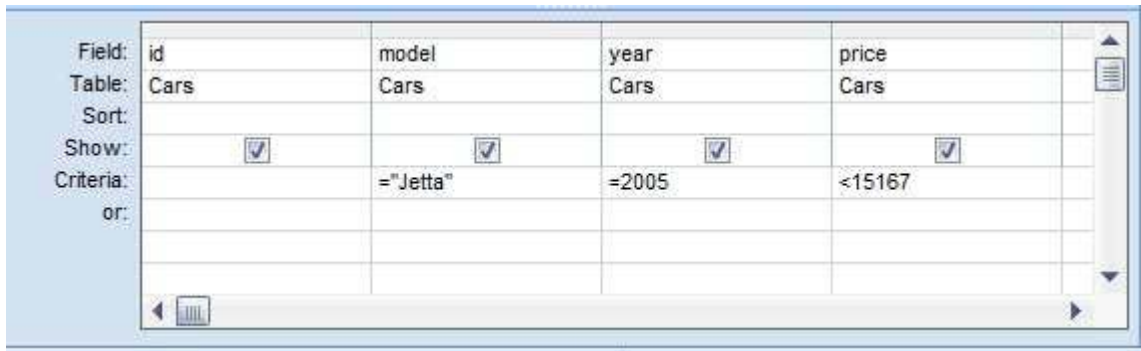 Field: id model year price
Table: Cars Cars Cars Cars
Sort:
Show:
Criteria: ="Jetta" =2005 <15167
or: